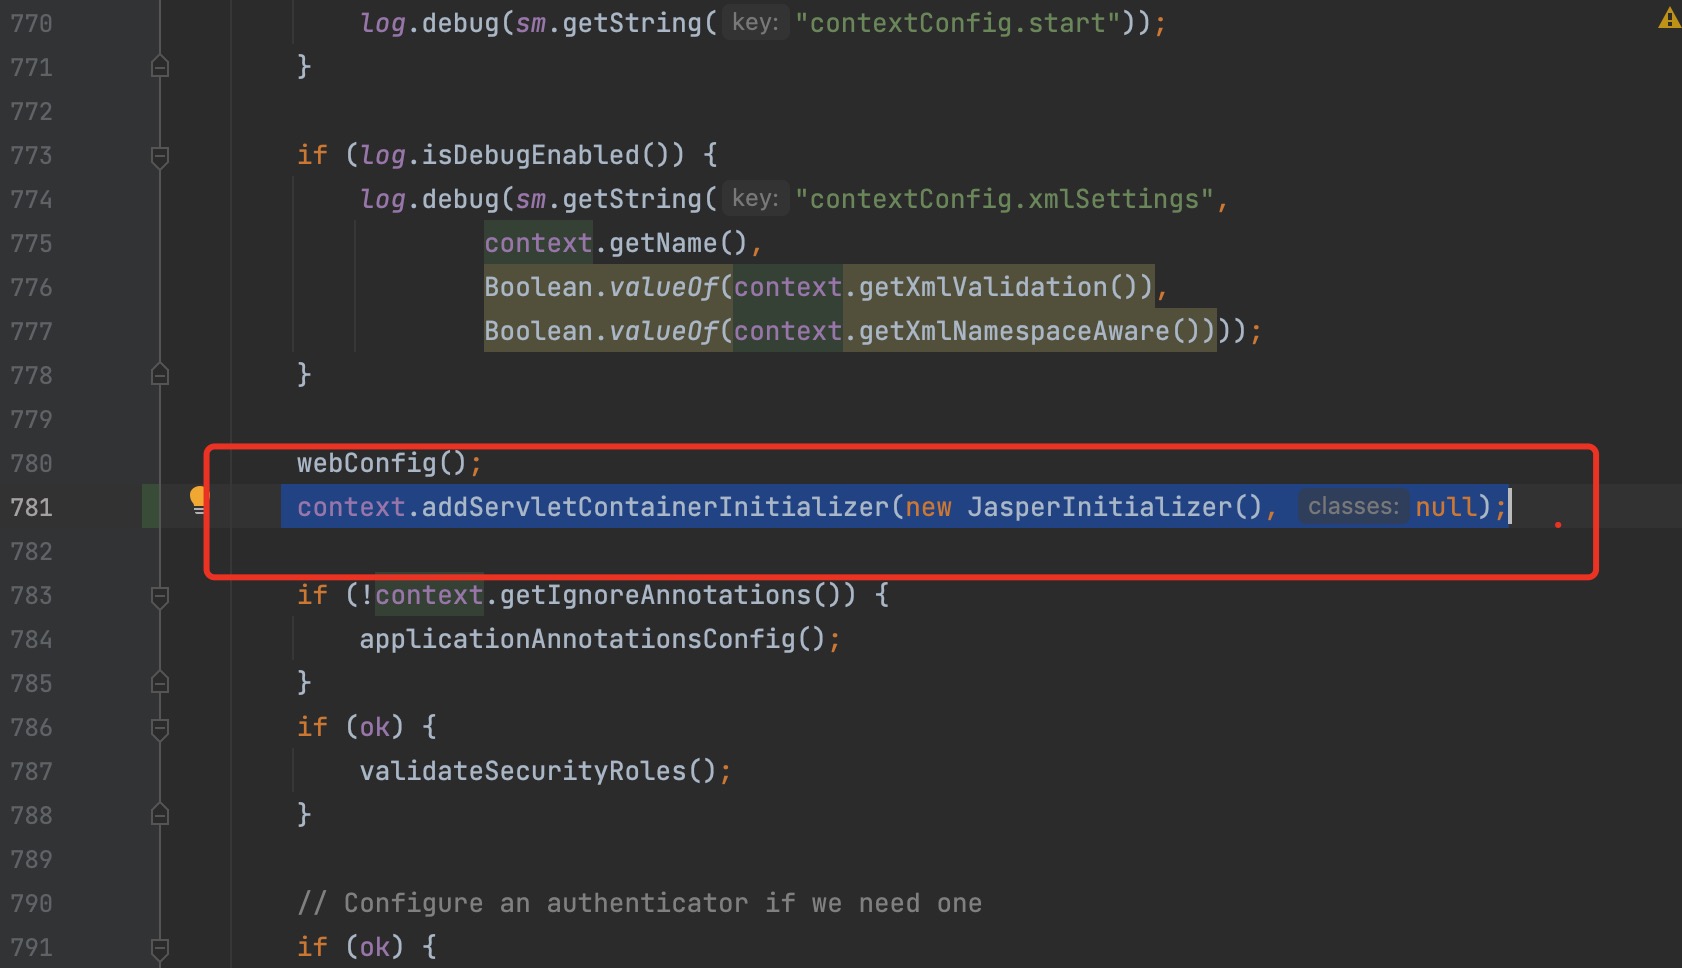 770 log.debug(sm.getString( key: "contextConfig.start"));
771 }
772
773 if (log.isDebugEnabled()) {
774 log.debug(sm.getString( key: "contextConfig.xmlSettings",
775 context.getName(),
776 Boolean.valueOf(context.getXmlValidation()),
777 Boolean.valueOf(context.getXmlNamespaceAware())));
778 }
779
780 webConfig();
781 context.addServletContainerInitializer(new JasperInitializer(), classes: null);
782
783 if (!context.getIgnoreAnnotations()) {
784 applicationAnnotationsConfig();
785 }
786 if (ok) {
787 validateSecurityRoles();
788 }
789
790 // Configure an authenticator if we need one
791 if (ok) {